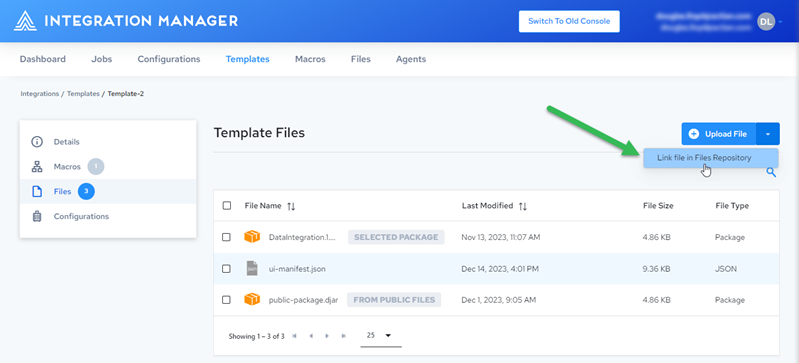 INTEGRATION MANAGER
Switch To Old Console
DL
Dashboard Jobs Configurations Templates Macros Files Agents
Integrations / Templates / Template-2
Details
Macros 1
Files 3
Configurations
Template Files
Upload File
Link file in Files Repository
File Name Last Modified File Size File Type
DataIntegration.1.... SELECTED PACKAGE Nov 13, 2023, 11:07 AM 4.86 KB Package
ui-manifest.json Dec 14, 2023, 4:01 PM 9.36 KB JSON
public-package.djar FROM PUBLIC FILES Dec 1, 2023, 9:05 AM 4.86 KB Package
Showing 1 – 3 of 3 25